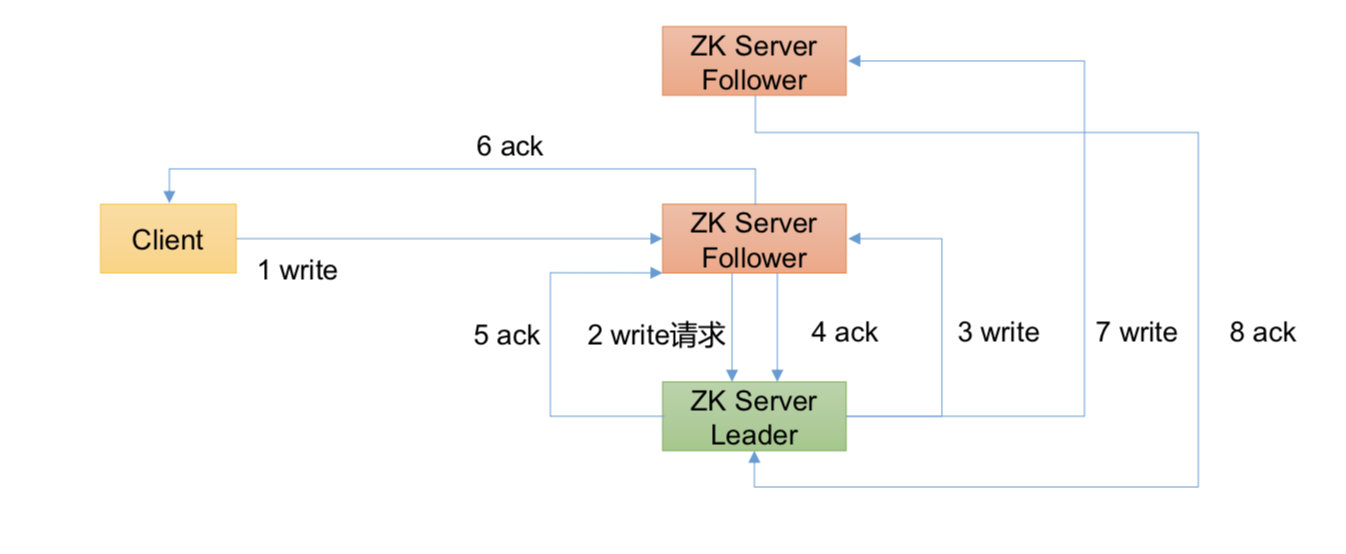 ZK Server
Follower
6 ack
Client
ZK Server
Follower
1 write
5 ack
2 write请求
4 ack
3 write
7 write
8 ack
ZK Server
Leader